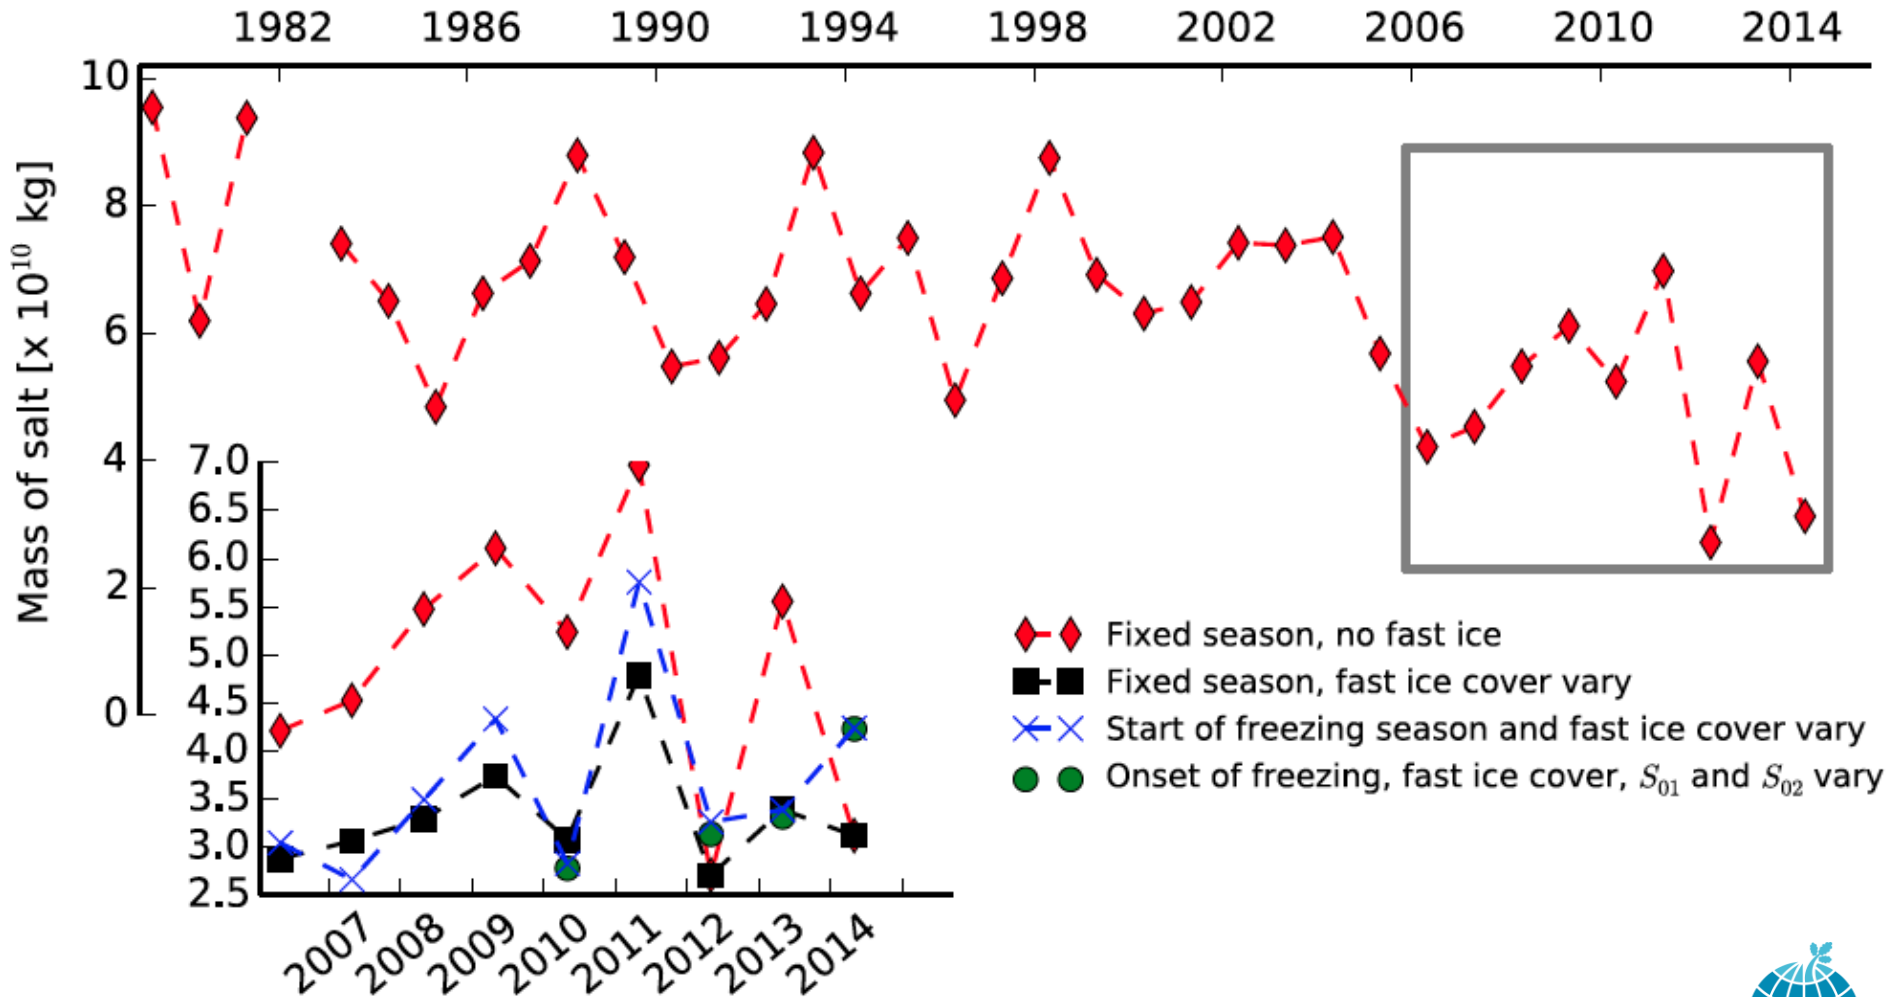 1982 1986 1990 1994 1998 2002 2006 2010 2014
10
8
6
4
2
0
Mass of salt [x 10¹⁰ kg]
7.0
6.5
6.0
5.5
5.0
4.5
4.0
3.5
3.0
2.5
2007 2008 2009 2010 2011 2012 2013 2014
Fixed season, no fast ice
Fixed season, fast ice cover vary
Start of freezing season and fast ice cover vary
Onset of freezing, fast ice cover, S₀₁ and S₀₂ vary